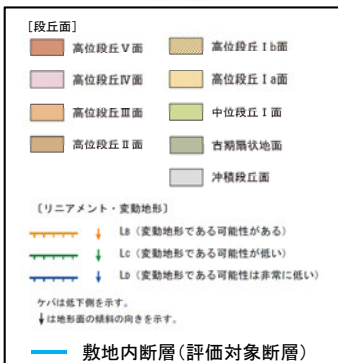 [段丘面]
高位段丘Ⅴ面
高位段丘Ⅰb面
高位段丘Ⅳ面
高位段丘Ⅰa面
高位段丘Ⅲ面
中位段丘Ⅰ面
高位段丘Ⅱ面
古期扇状地面
沖積段丘面
〔リニアメント・変動地形〕
LB（変動地形である可能性がある）
LC（変動地形である可能性が低い）
LD（変動地形である可能性は非常に低い）
ケバは低下側を示す。
↓は地形面の傾斜の向きを示す。
敷地内断層(評価対象断層)